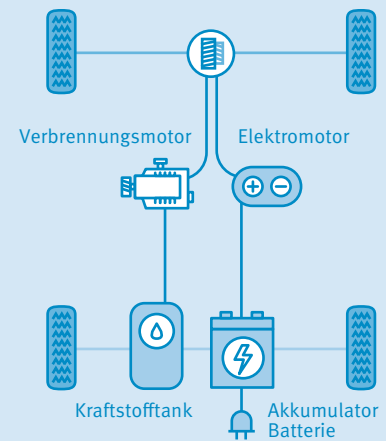 Verbrennungsmotor
Elektromotor
Kraftstofftank
Akkumulator
Batterie